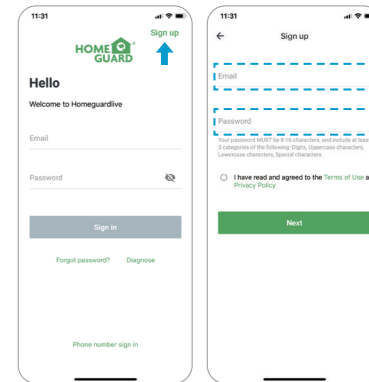 11:31
Sign up
HOME
GUARD
Hello
Welcome to Homeguardlive
Email
Password
Sign in
Forgot password? Diagnose
Phone number sign in
11:31
Sign up
Email
Password
Your password MUST be 8-16 characters, and include at least
3 categories of the following: Digits, Uppercase characters,
Lowercase characters, Special characters.
I have read and agreed to the Terms of Use a
Privacy Policy
Next